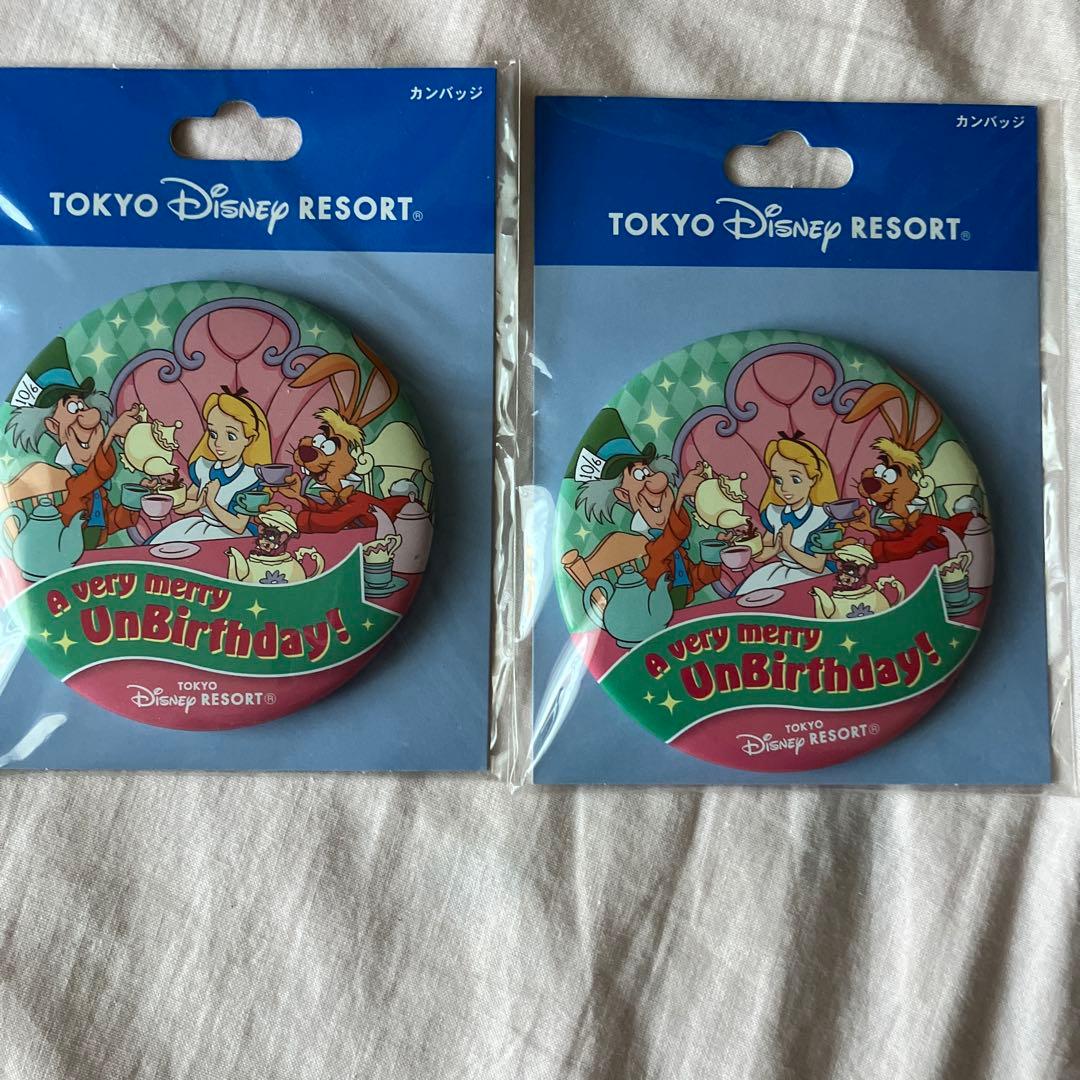 カンバッジ
TOKYO Disney RESORT®
10/6
A very merry
UnBirthday!
TOKYO
Disney RESORT®
カンバッジ
TOKYO Disney RESORT®
10/6
A very merry
UnBirthday!
TOKYO
Disney RESORT®